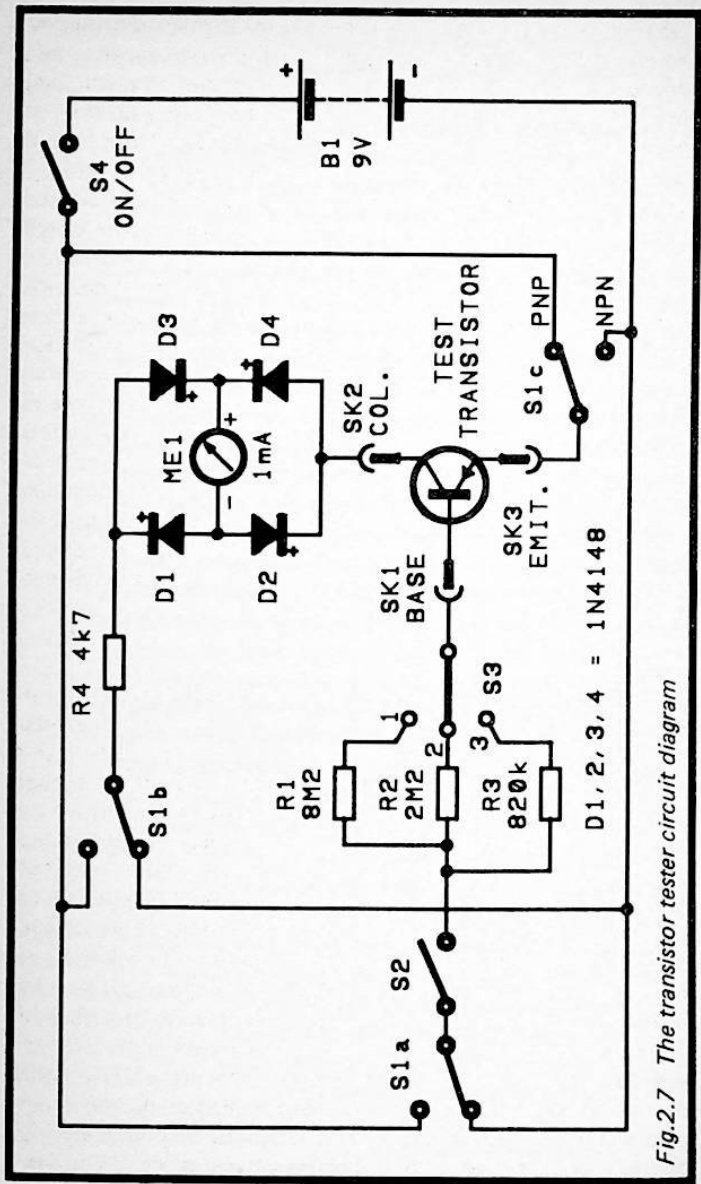 S4
ON/OFF
B1
9V
+
-
R4 4k7
S1b
D1
D2
D3
D4
+
+
+
+
ME1
1mA
-
+
SK2
COL.
SK1
BASE
TEST
TRANSISTOR
SK3
EMIT.
S1c
PNP
NPN
R1
8M2
R2
2M2
R3
820k
1
2
3
S3
S1a
S2
D1,2,3,4 = 1N4148
Fig.2.7 The transistor tester circuit diagram